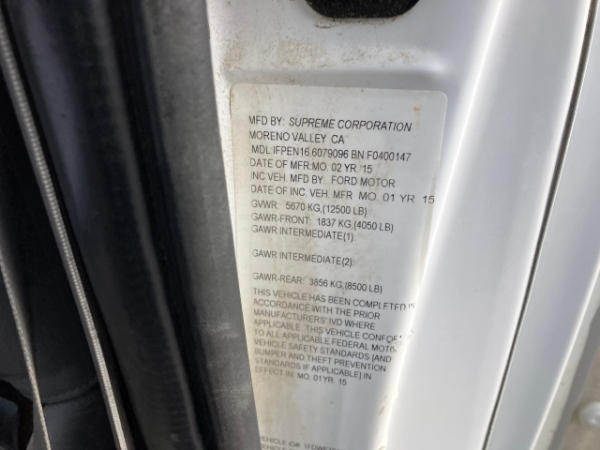 MFD BY: SUPREME CORPORATION
MORENO VALLEY CA
MDL:IFPEN16.6079096 BN:F0400147
DATE OF MFR:MO. 02 YR. 15
INC VEH. MFD BY: FORD MOTOR
DATE OF INC. VEH. MFR MO. 01 YR 15
GVWR: 5670 KG,(12500 LB)
GAWR-FRONT: 1837 KG,(4050 LB)
GAWR INTERMEDIATE(1)
GAWR INTERMEDIATE(2)
GAWR-REAR: 3856 KG,(8500 LB)
THIS VEHICLE HAS BEEN COMPLETED I
ACCORDANCE WITH THE PRIOR
MANUFACTURERS' IVD WHERE
APPLICABLE. THIS VEHICLE CONFO
TO ALL APPLICABLE FEDERAL MOTO
VEHICLE SAFETY STANDARDS [AND
BUMPER AND THEFT PREVENTION
STANDARDS IF APPLICABLE] IN
EFFECT IN: MO. 01 YR. 15